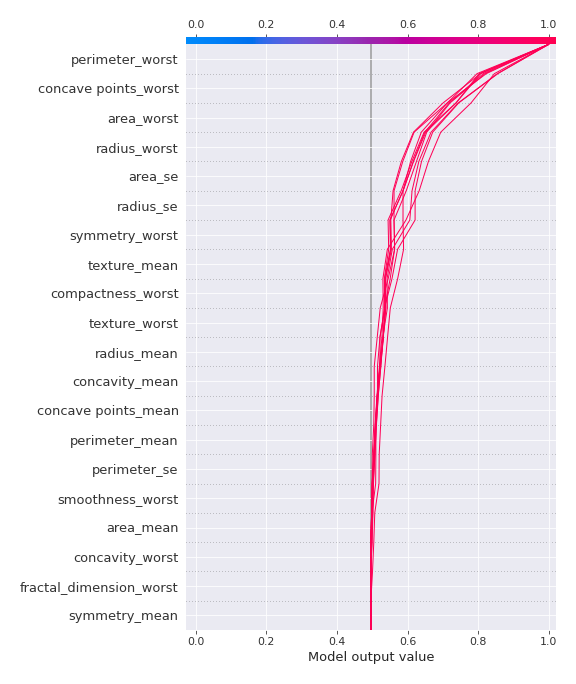 0.0 0.2 0.4 0.6 0.8 1.0
perimeter_worst
concave points_worst
area_worst
radius_worst
area_se
radius_se
symmetry_worst
texture_mean
compactness_worst
texture_worst
radius_mean
concavity_mean
concave points_mean
perimeter_mean
perimeter_se
smoothness_worst
area_mean
concavity_worst
fractal_dimension_worst
symmetry_mean
0.0 0.2 0.4 0.6 0.8 1.0
Model output value